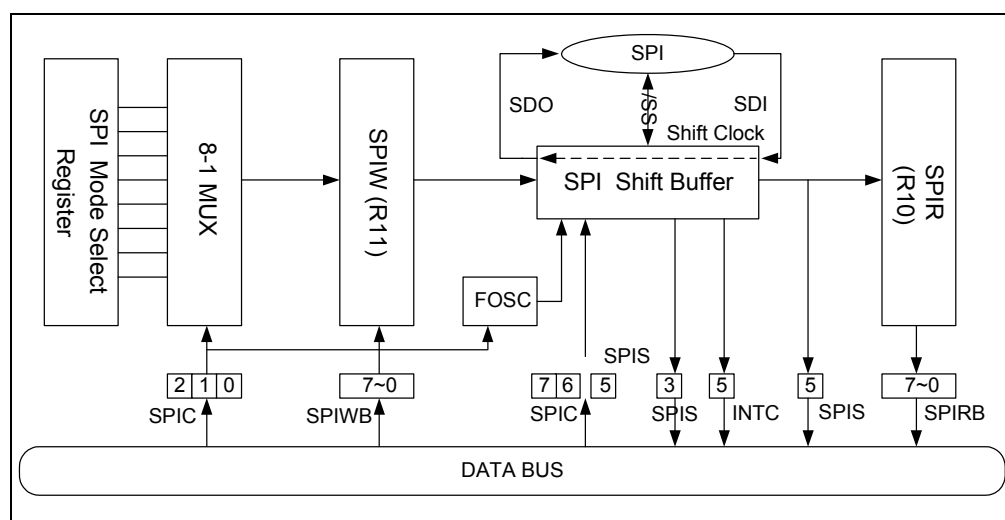 SPI
SDO
/SS
SDI
Shift Clock
SPI Mode Select
Register
8-1 MUX
SPIW (R11)
SPI Shift Buffer
SPIR
(R10)
FOSC
2 1 0
7~0
7 6
5
SPIS
3
5
5
7~0
SPIC
SPIWB
SPIC
SPIS
INTC
SPIS
SPIRB
DATA BUS